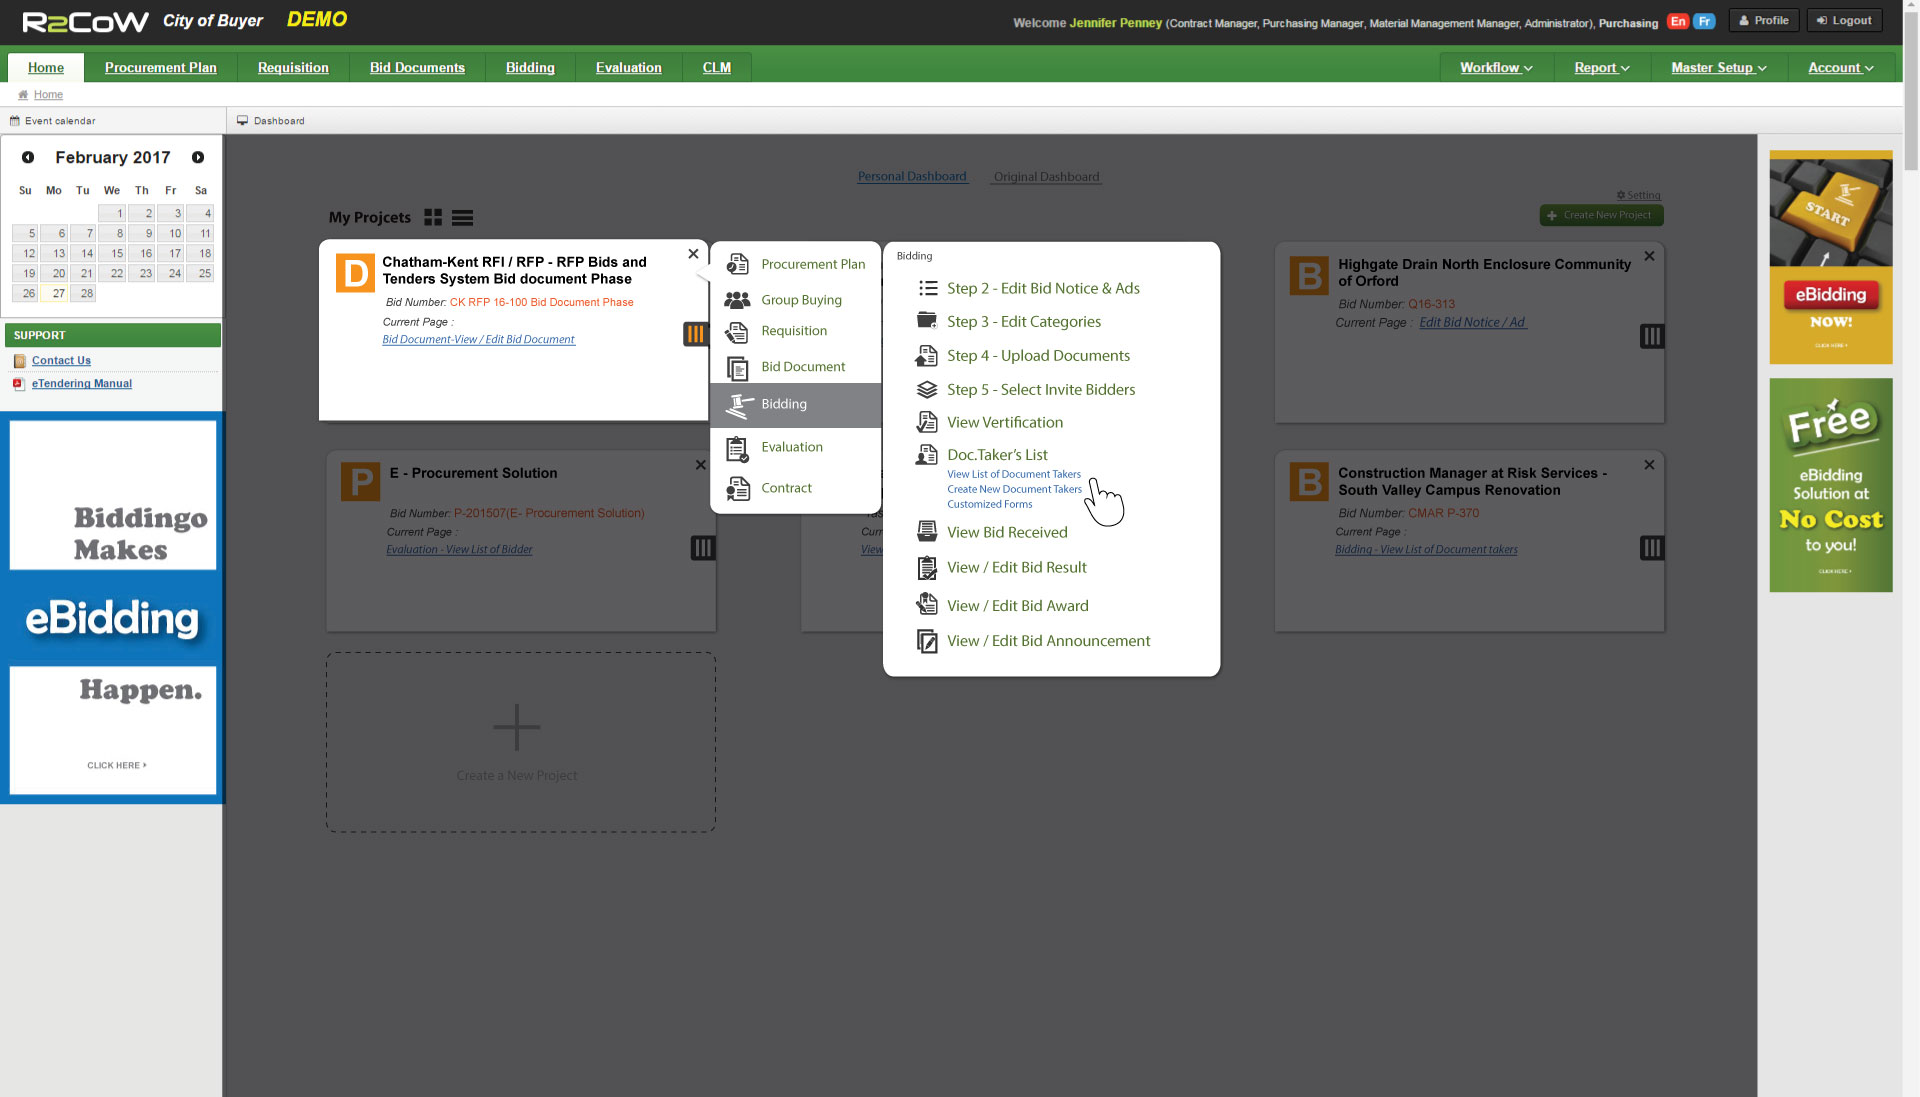 R2CoW City of Buyer DEMO
Welcome Jennifer Penney (Contract Manager, Purchasing Manager, Material Management Manager, Administrator), Purchasing En Fr Profile Logout
Home Procurement Plan Requisition Bid Documents Bidding Evaluation CLM Workflow Report Master Setup Account
Home
Event calendar
Dashboard
February 2017
Su Mo Tu We Th Fr Sa
1 2 3 4
5 6 7 8 9 10 11
12 13 14 15 16 17 18
19 20 21 22 23 24 25
26 27 28
SUPPORT
Contact Us
eTendering Manual
Biddingo
Makes
eBidding
Happen.
CLICK HERE
Personal Dashboard Original Dashboard
Setting
My Projcets
Create New Project
D
Chatham-Kent RFI / RFP - RFP Bids and
Tenders System Bid document Phase
Bid Number: CK RFP 16-100 Bid Document Phase
Current Page :
Bid Document-View / Edit Bid Document
Procurement Plan
Group Buying
Requisition
Bid Document
Bidding
Evaluation
Contract
Bidding
Step 2 - Edit Bid Notice & Ads
Step 3 - Edit Categories
Step 4 - Upload Documents
Step 5 - Select Invite Bidders
View Vertification
Doc.Taker's List
View List of Document Takers
Create New Document Takers
Customized Forms
View Bid Received
View / Edit Bid Result
View / Edit Bid Award
View / Edit Bid Announcement
B
Highgate Drain North Enclosure Community
of Orford
Bid Number: Q16-313
Current Page : Edit Bid Notice / Ad
P
E - Procurement Solution
Bid Number: P-201507(E- Procurement Solution)
Current Page :
Evaluation - View List of Bidder
Curr
View
B
Construction Manager at Risk Services -
South Valley Campus Renovation
Bid Number: CMAR P-370
Current Page :
Bidding - View List of Document takers
Create a New Project
START
eBidding
NOW!
CLICK HERE
Free
eBidding
Solution at
No Cost
to you!
CLICK HERE